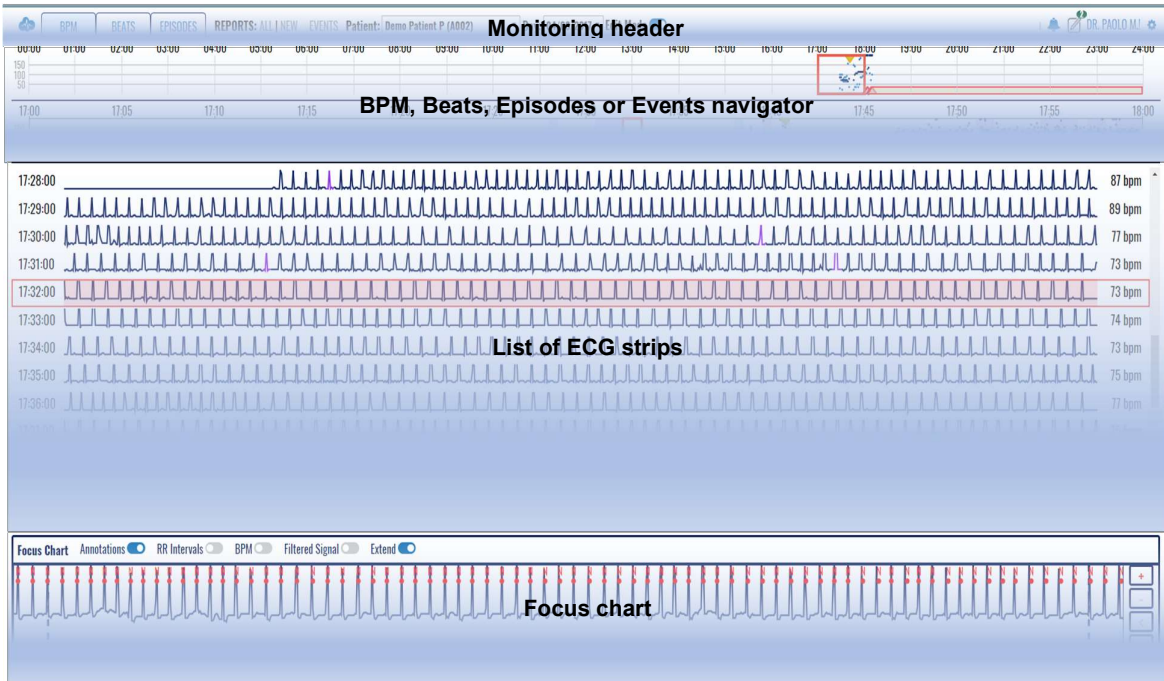 BPM BEATS EPISODES REPORTS: ALL | NEW EVENTS Patient: Demo Patient P (A002) Monitoring header DR. PAOLO M.!
00:00 01:00 02:00 03:00 04:00 05:00 06:00 07:00 08:00 09:00 10:00 11:00 12:00 13:00 14:00 15:00 16:00 17:00 18:00 19:00 20:00 21:00 22:00 23:00 24:00
150
100
50
BPM, Beats, Episodes or Events navigator
17:00 17:05 17:10 17:15 17:45 17:50 17:55 18:00
17:28:00 87 bpm
17:29:00 89 bpm
17:30:00 77 bpm
17:31:00 73 bpm
17:32:00 73 bpm
17:33:00 74 bpm
17:34:00 List of ECG strips 73 bpm
17:35:00 75 bpm
17:36:00 77 bpm
Focus Chart Annotations RR Intervals BPM Filtered Signal Extend
Focus chart